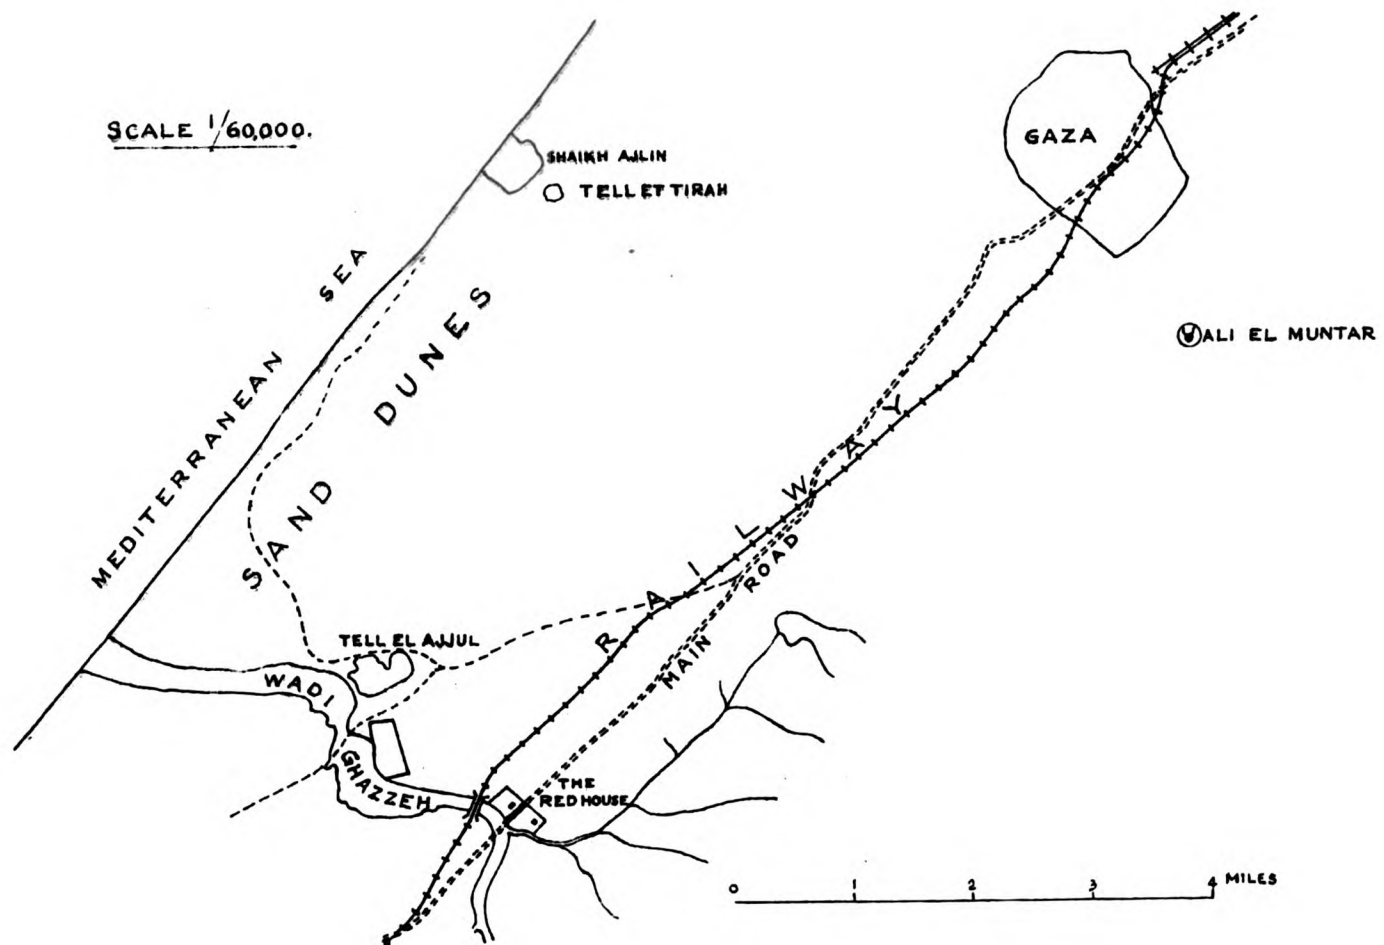 SCALE 1/60,000.
SHAIKH AJLIN
TELL ET TIRAH
GAZA
ALI EL MUNTAR
MEDITERRANEAN SEA
SAND DUNES
RAILWAY
MAIN ROAD
TELL EL AJJUL
WADI GHAZZEH
THE
RED HOUSE
0 1 2 3 4 MILES